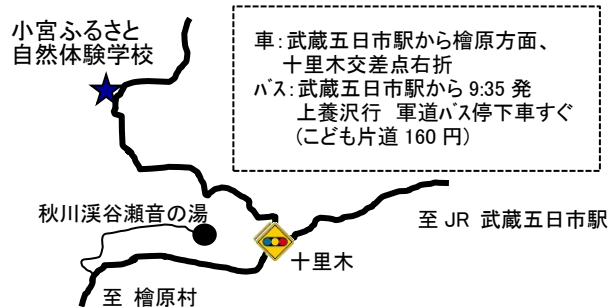 小宮ふるさと
自然体験学校
車：武蔵五日市駅から檜原方面、
十里木交差点右折
バス：武蔵五日市駅から 9:35 発
上養沢行 軍道バス停下車すぐ
(こども片道 160 円)
秋川渓谷瀬音の湯
至 JR 武蔵五日市駅
十里木
至 檜原村